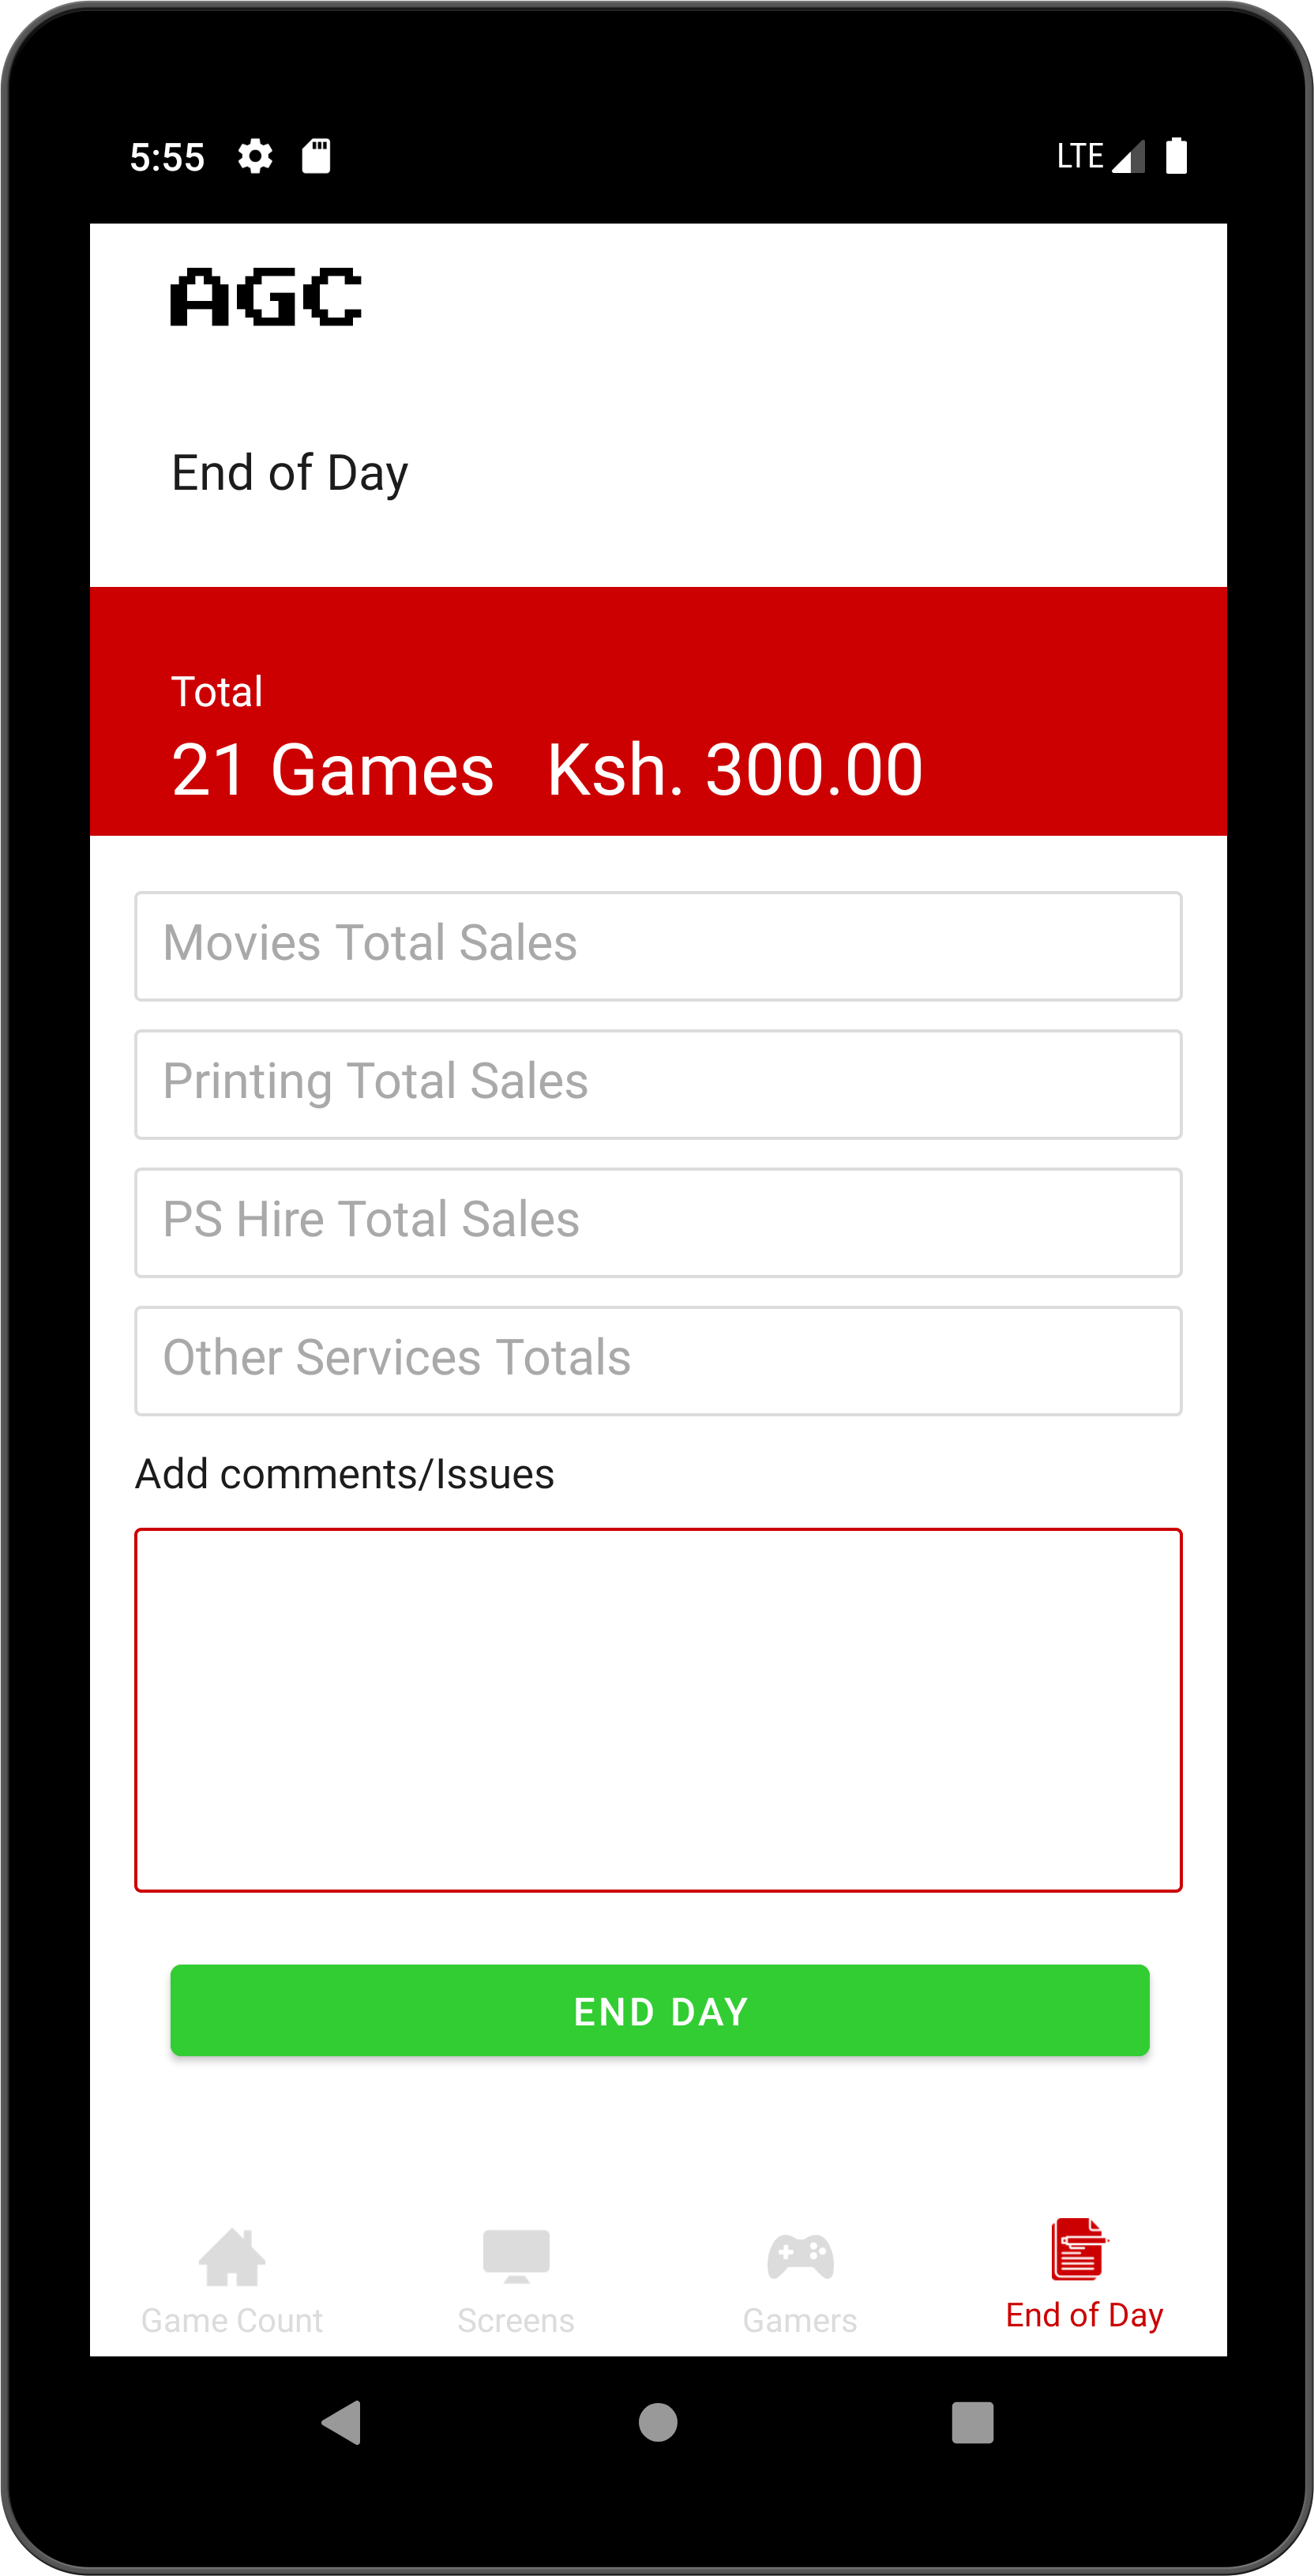 5:55 LTE
AGC
End of Day
Total
21 Games Ksh. 300.00
Movies Total Sales
Printing Total Sales
PS Hire Total Sales
Other Services Totals
Add comments/Issues
END DAY
Game Count Screens Gamers End of Day